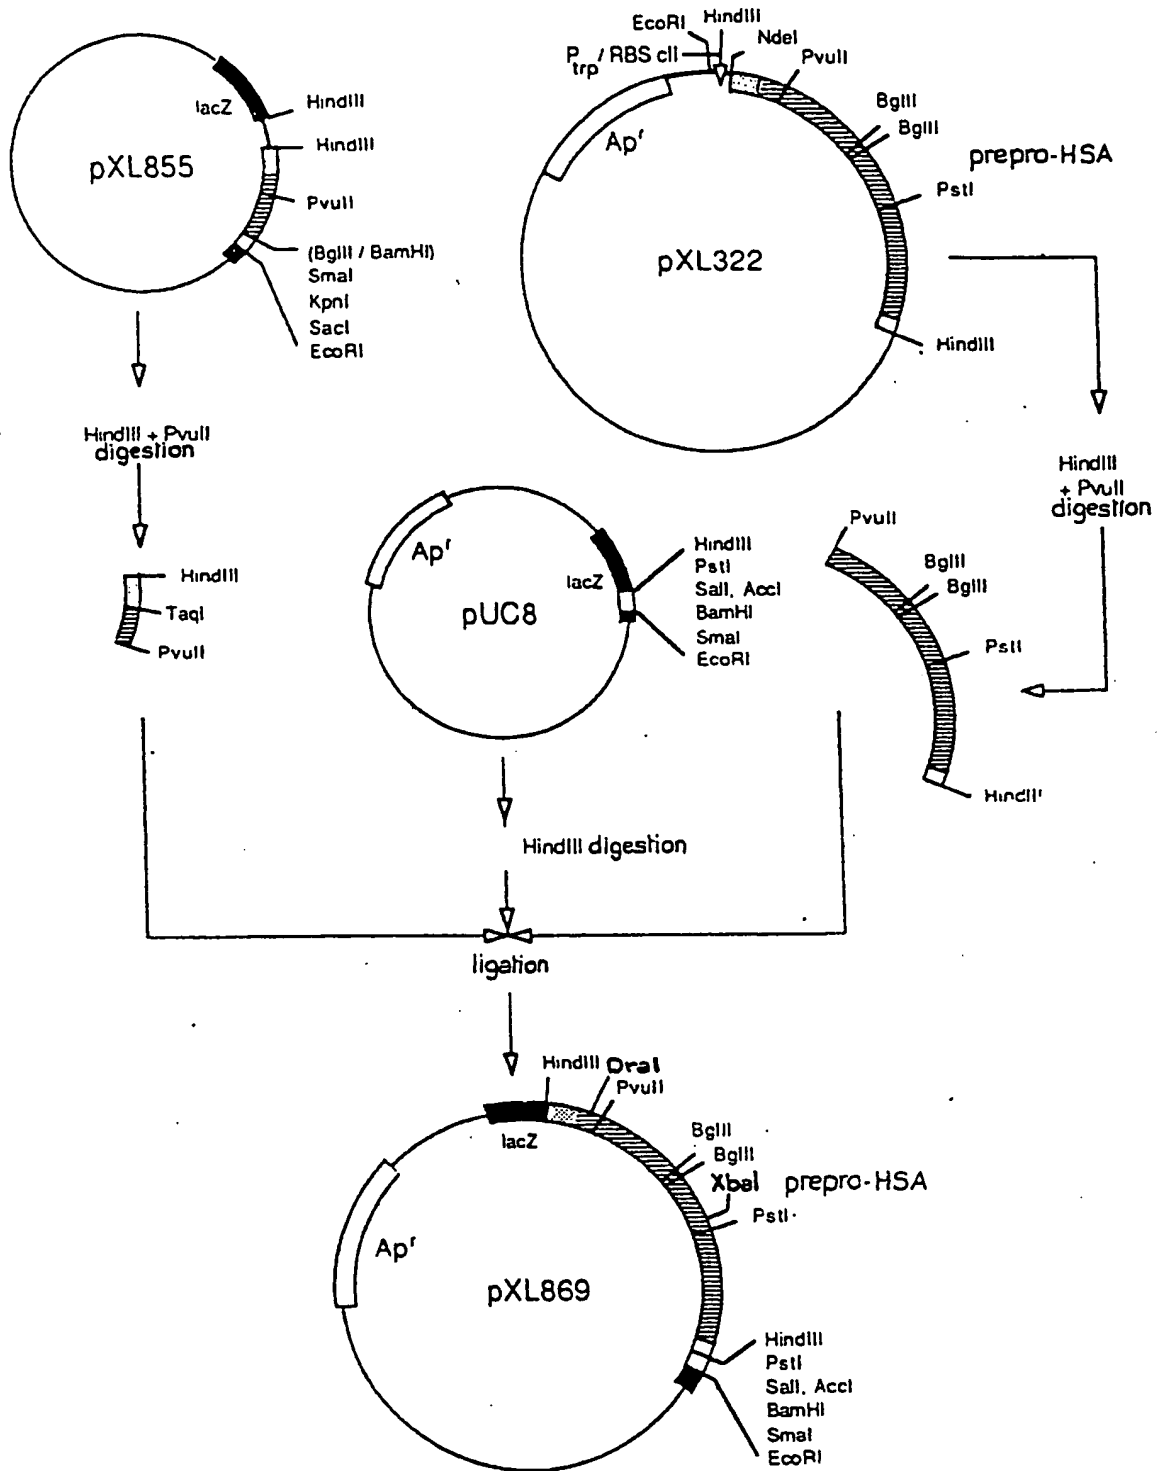 lacZ
HindIII
HindIII
PvuII
(BglII / BamHI)
SmaI
KpnI
SacI
EcoRI
pXL855
HindIII + PvuII
digestion
HindIII
TaqI
PvuII
EcoRI
HindIII
NdeI
Ptrp / RBS cII
PvuII
BglII
BglII
prepro-HSA
PstI
HindIII
Apr
pXL322
HindIII
+ PvuII
digestion
PvuII
BglII
BglII
PstI
HindII'
Apr
lacZ
pUC8
HindIII
PstI
SalI, AccI
BamHI
SmaI
EcoRI
HindIII digestion
ligation
HindIII DraI
PvuII
lacZ
BglII
BglII
XbaI prepro-HSA
PstI
Apr
pXL869
HindIII
PstI
SalI, AccI
BamHI
SmaI
EcoRI